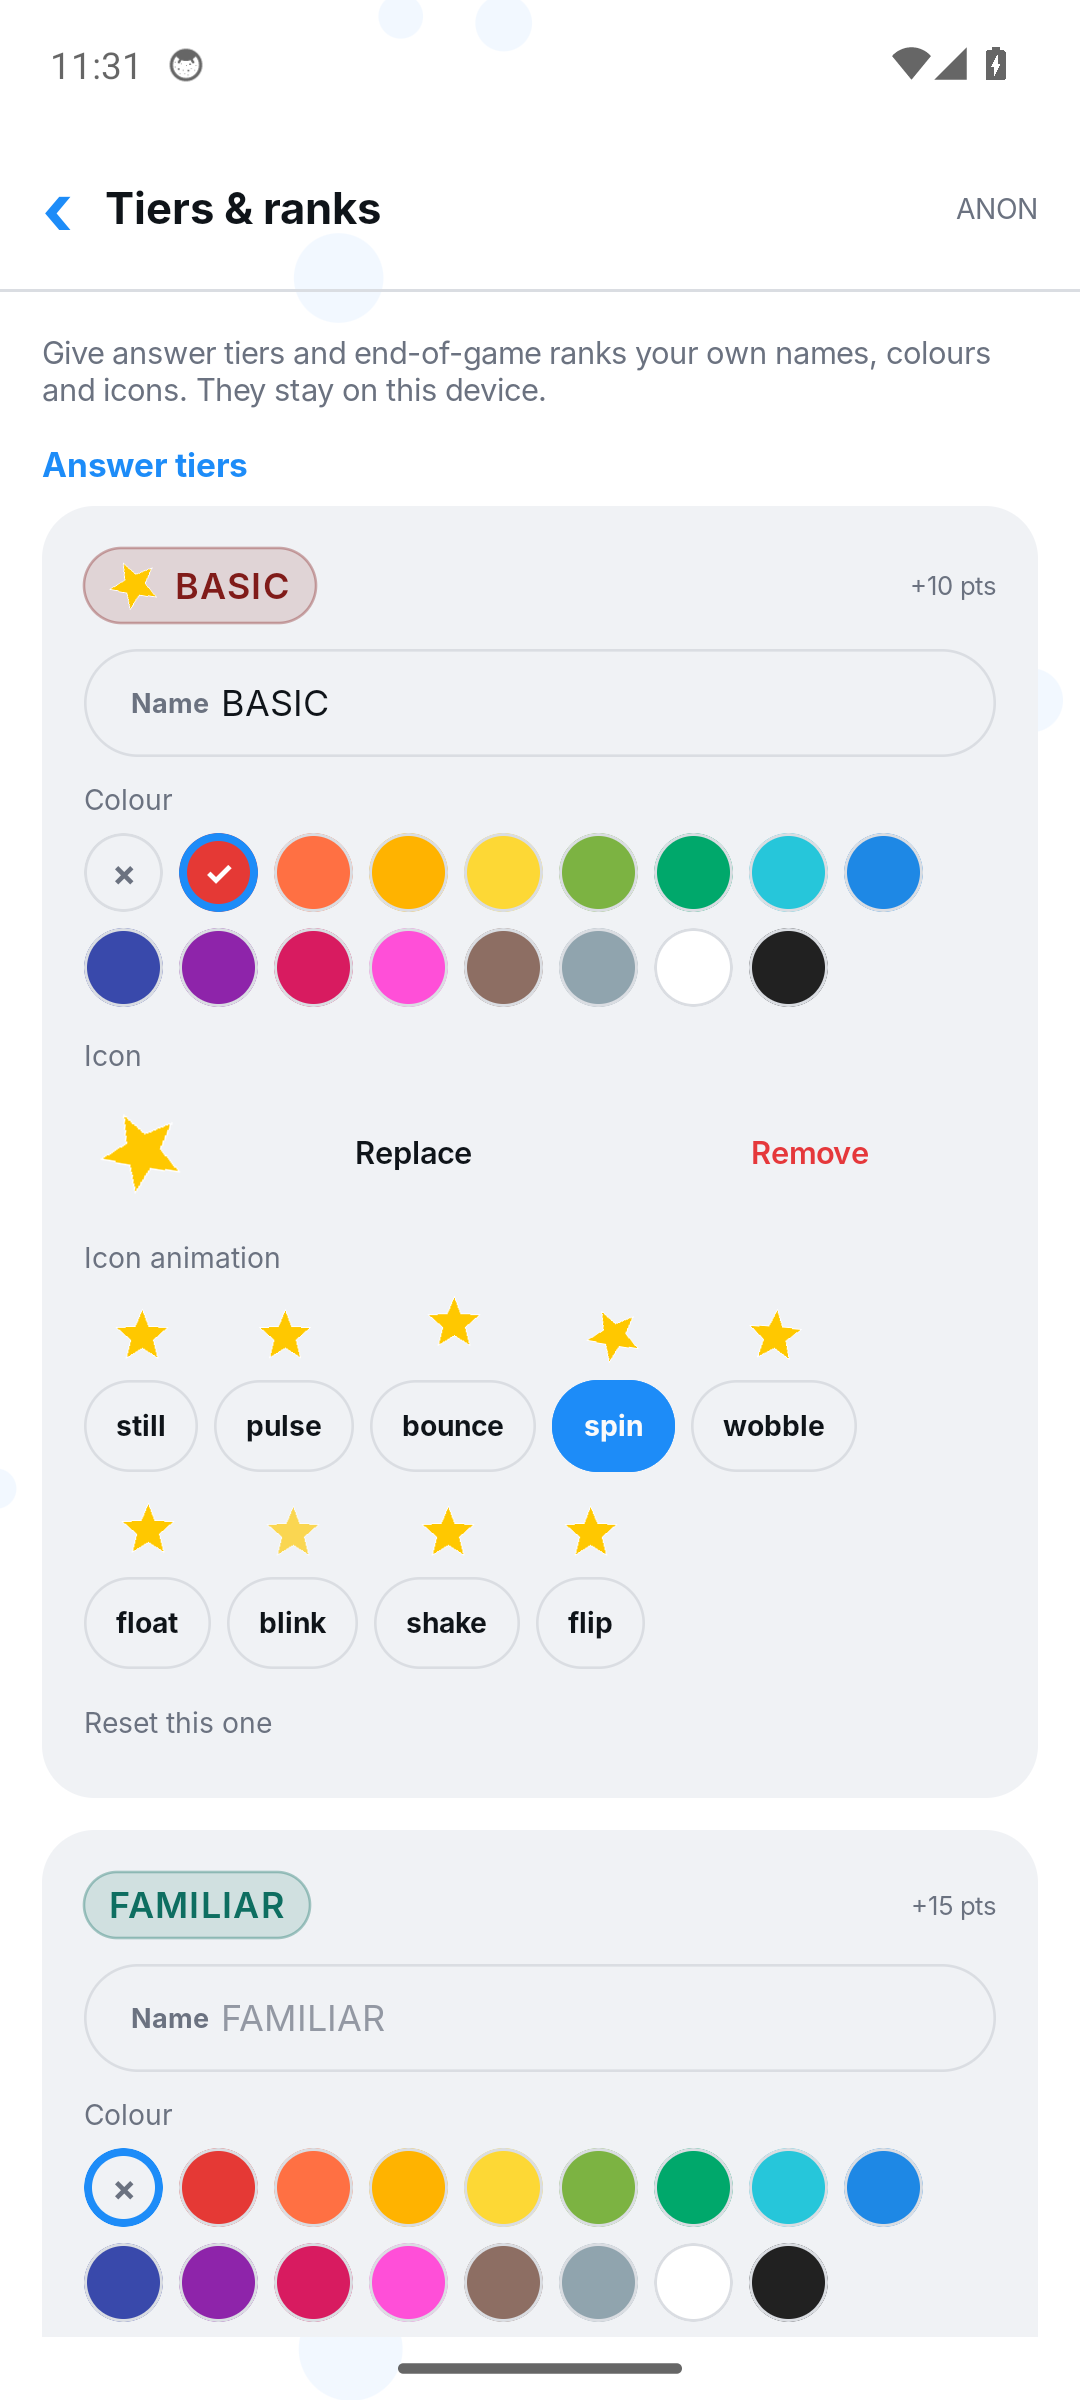 11:31
Tiers & ranks
ANON
Give answer tiers and end-of-game ranks your own names, colours
and icons. They stay on this device.
Answer tiers
BASIC
+10 pts
Name BASIC
Colour
Icon
Replace
Remove
Icon animation
still pulse bounce spin wobble
float blink shake flip
Reset this one
FAMILIAR
+15 pts
Name FAMILIAR
Colour